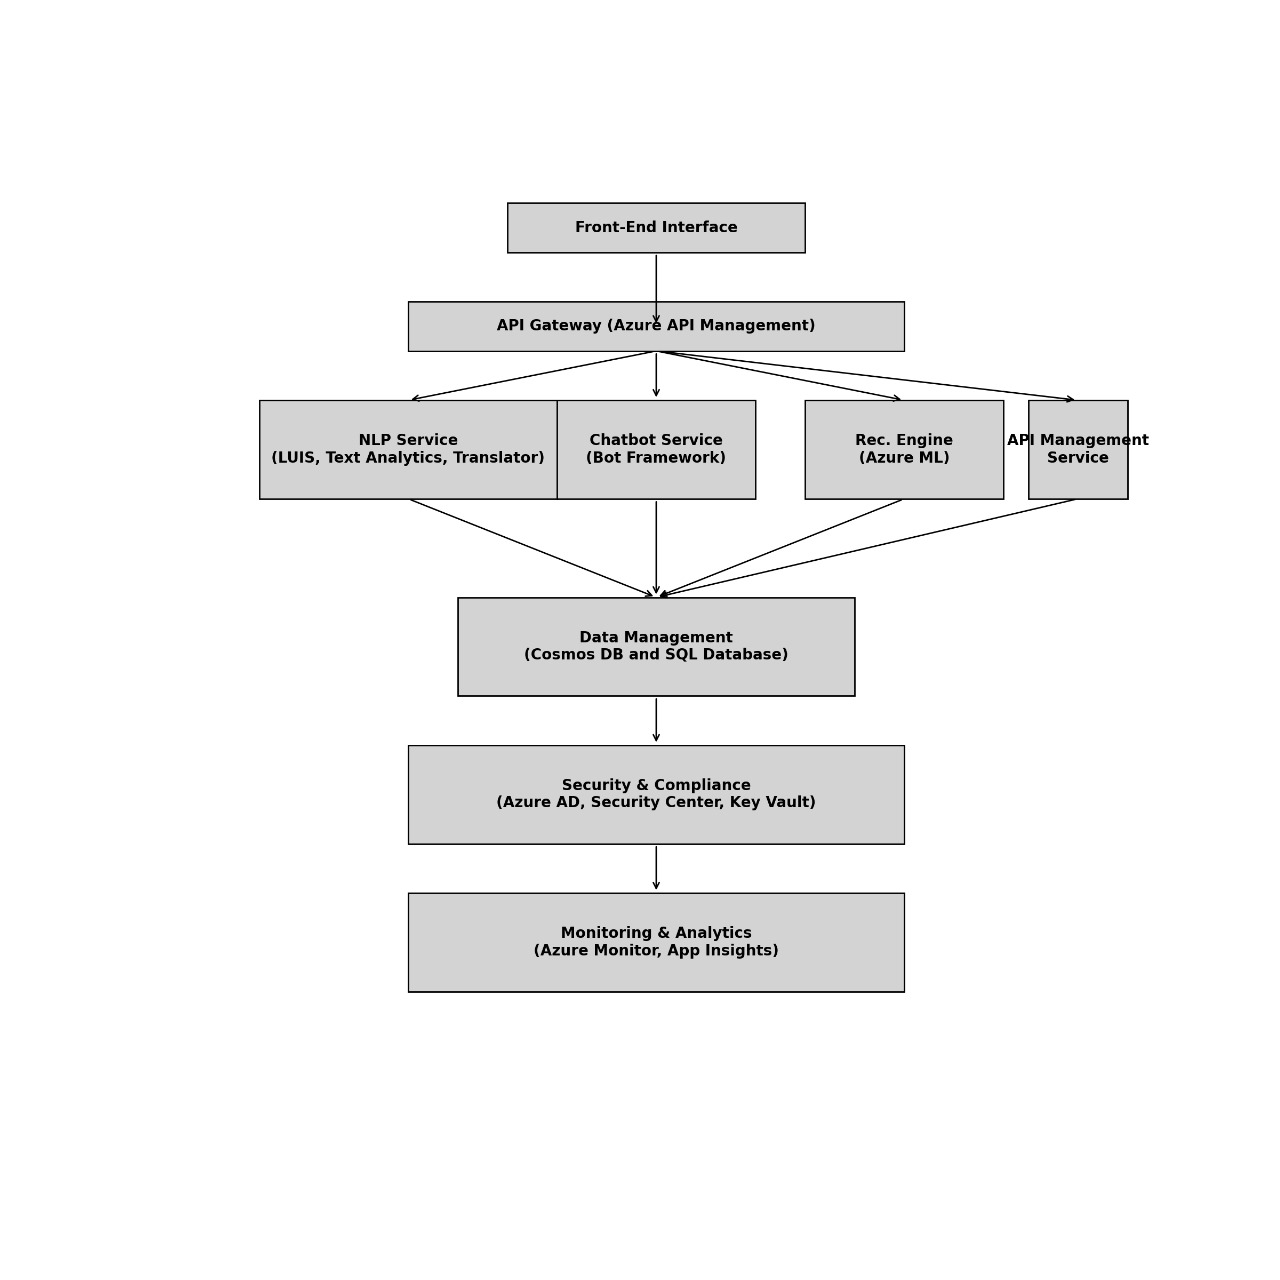 Front-End Interface
API Gateway (Azure API Management)
NLP Service
(LUIS, Text Analytics, Translator)
Chatbot Service
(Bot Framework)
Rec. Engine
(Azure ML)
API Management
Service
Data Management
(Cosmos DB and SQL Database)
Security & Compliance
(Azure AD, Security Center, Key Vault)
Monitoring & Analytics
(Azure Monitor, App Insights)